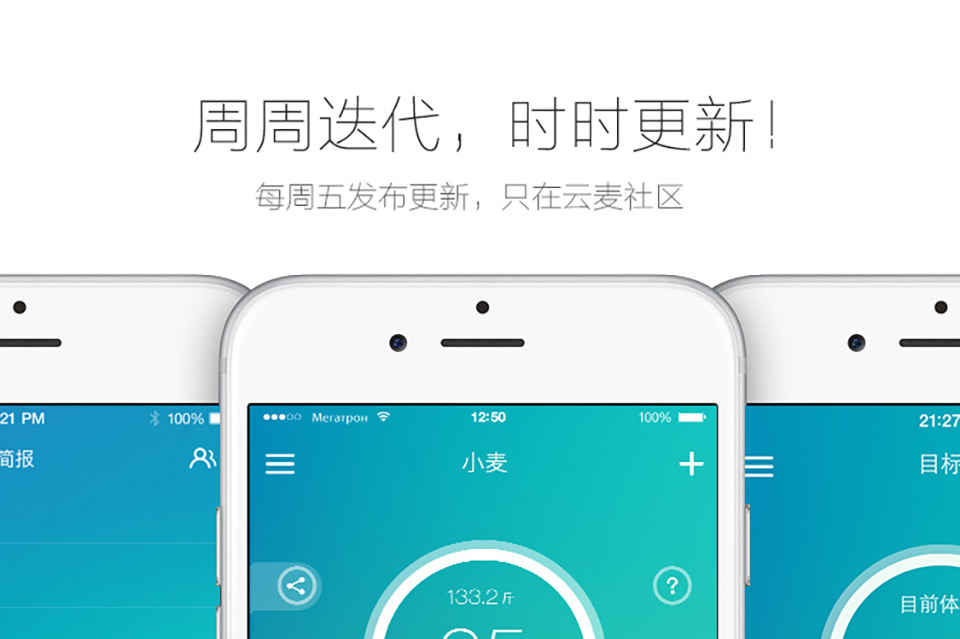 周周迭代，时时更新！
每周五发布更新，只在云麦社区
21 PM
100%
简报
Мегатрон
12:50
100%
小麦
133.2斤
21:27
目标
目前体